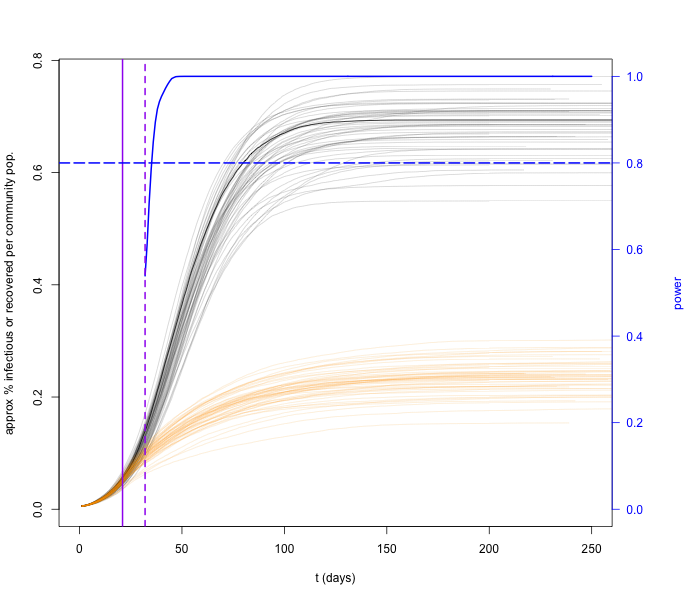 approx % infectious or recovered per community pop.
0.8
0.6
0.4
0.2
0.0
1.0
0.8
0.6
0.4
0.2
0.0
power
0 50 100 150 200 250
t (days)